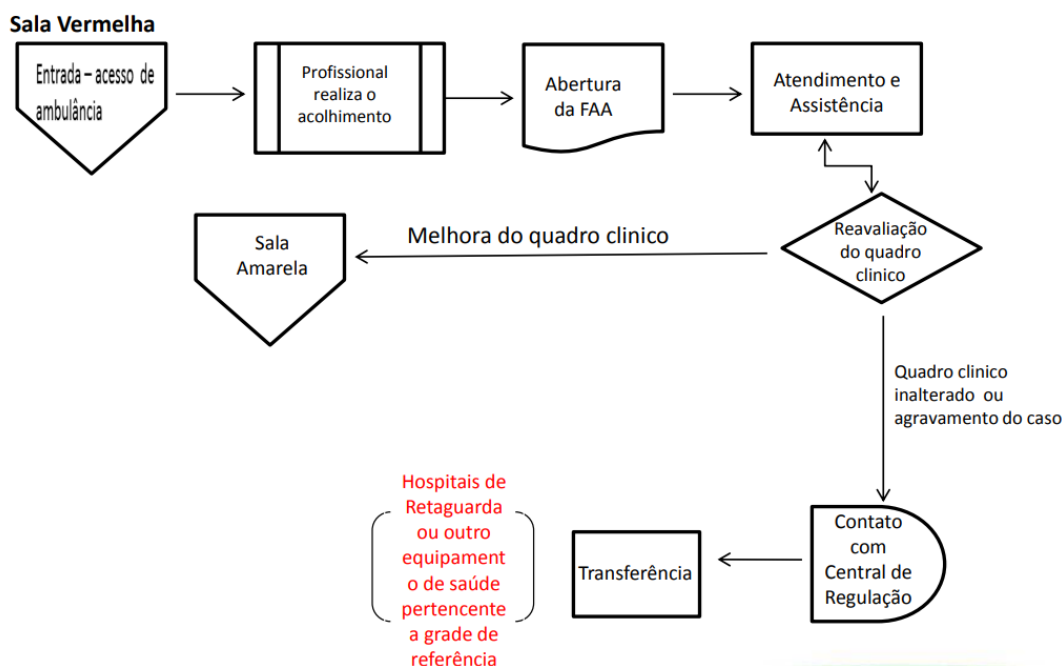 Sala Vermelha
Entrada – acesso de
ambulância
Profissional
realiza o
acolhimento
Abertura
da FAA
Atendimento e
Assistência
Reavaliação
do quadro
clinico
Melhora do quadro clinico
Sala
Amarela
Quadro clinico
inalterado ou
agravamento do caso
Contato
com
Central de
Regulação
Transferência
Hospitais de
Retaguarda
ou outro
equipament
o de saúde
pertencente
a grade de
referência